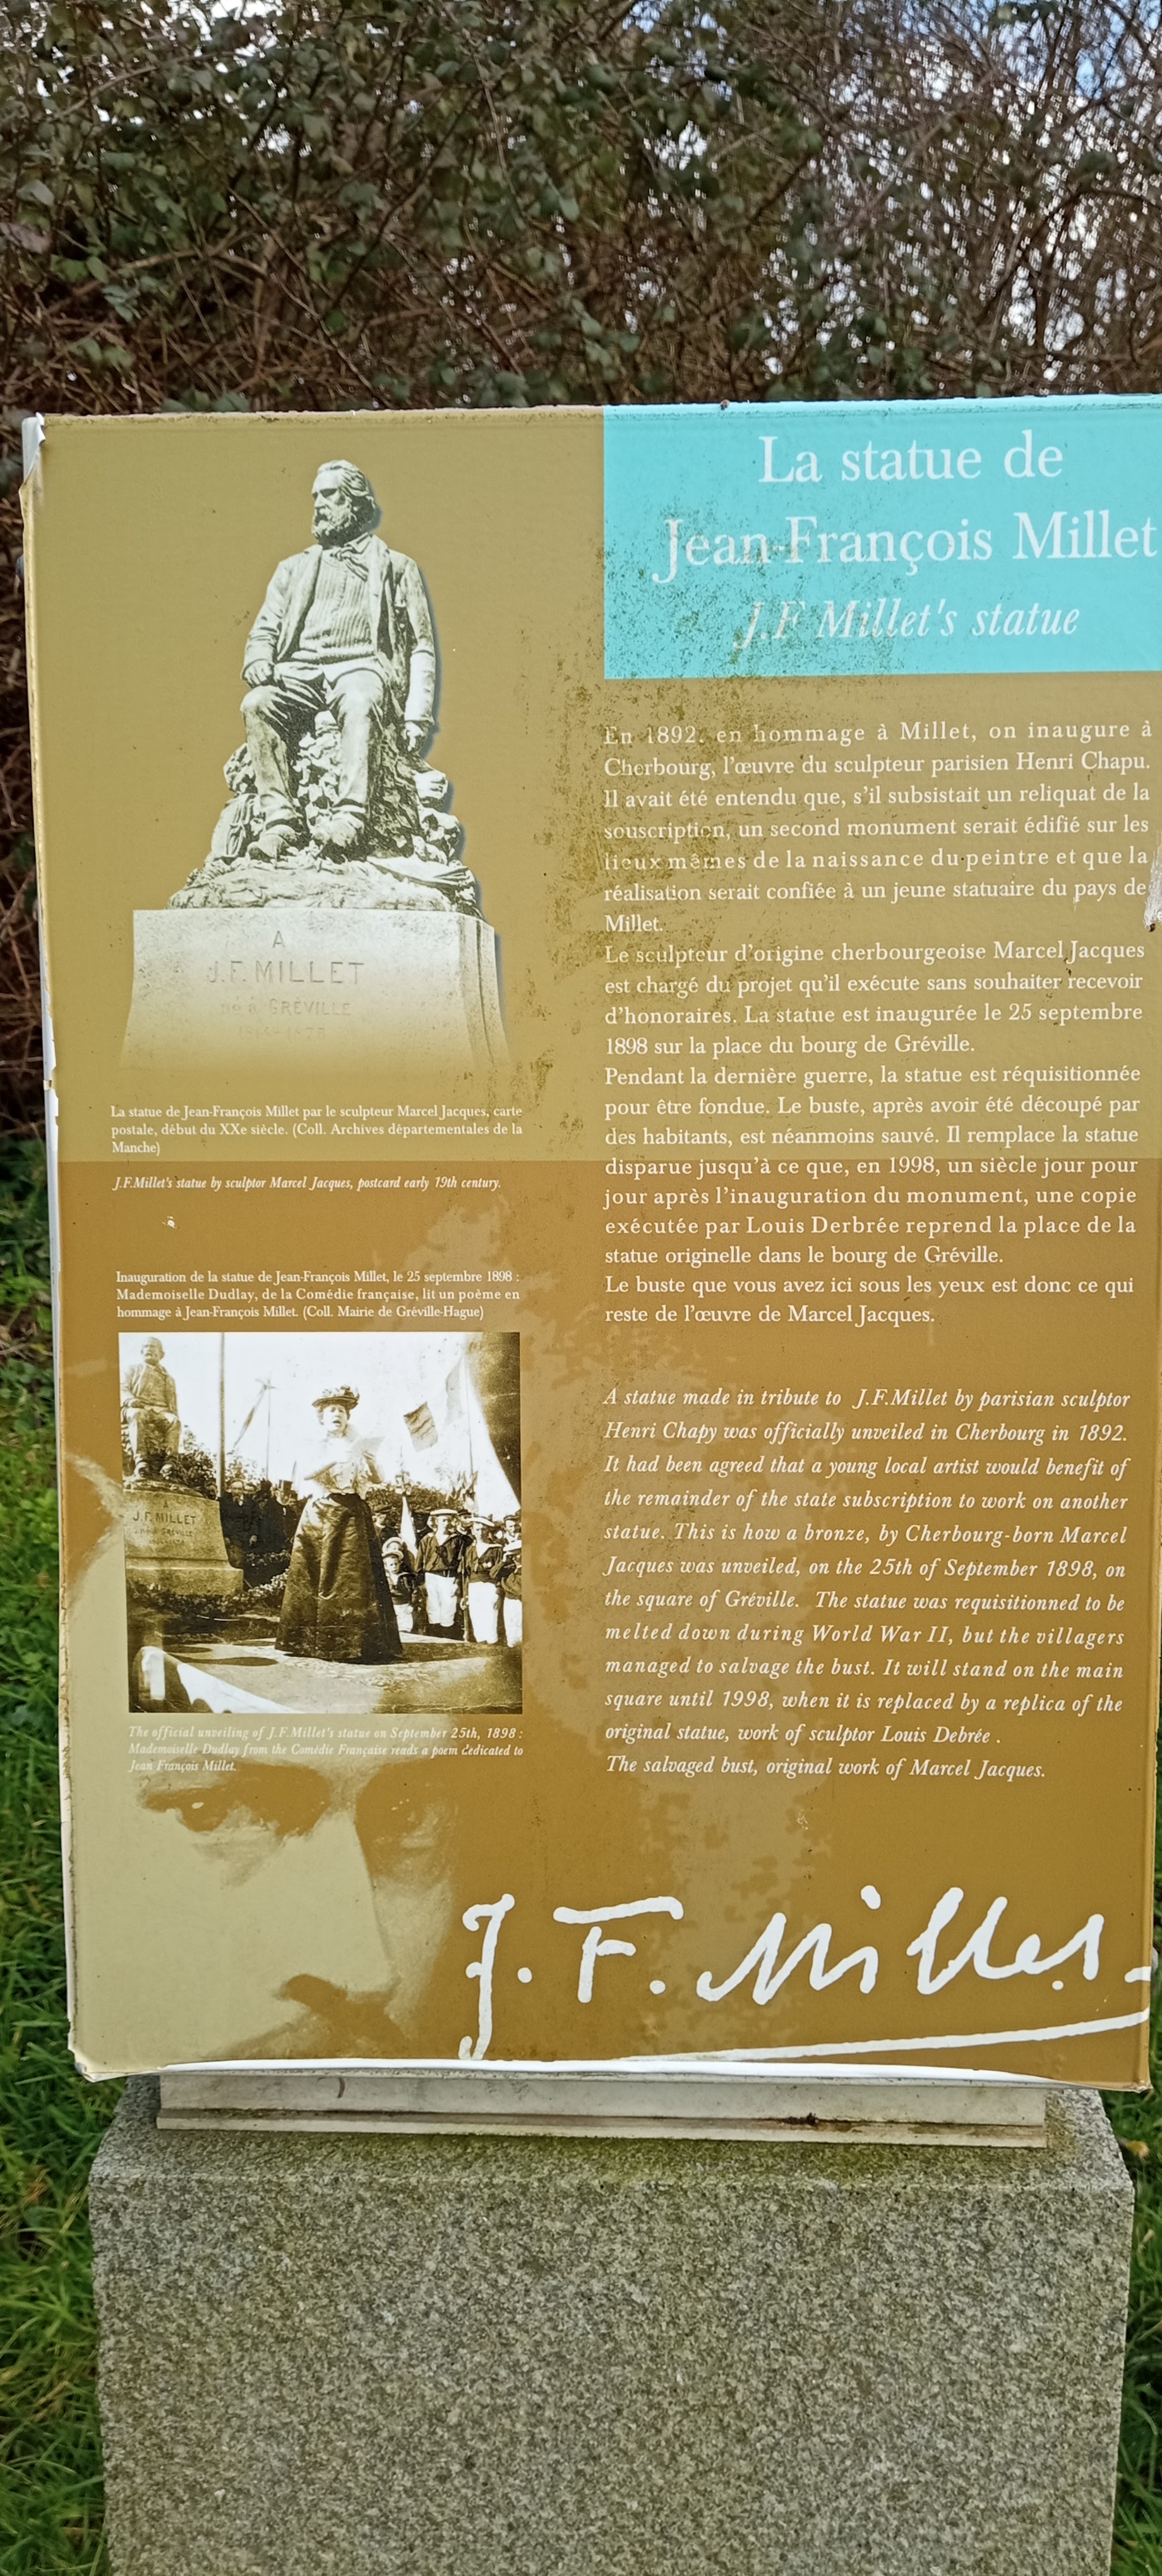 La statue de
Jean-François Millet
J.F Millet's statue
A
J.F. MILLET
né à GRÉVILLE
La statue de Jean-François Millet par le sculpteur Marcel Jacques, carte
postale, début du XXe siècle. (Coll. Archives départementales de la
Manche)
J.F.Millet's statue by sculptor Marcel Jacques, postcard early 19th century.
Inauguration de la statue de Jean-François Millet, le 25 septembre 1898 :
Mademoiselle Dudlay, de la Comédie française, lit un poème en
hommage à Jean-François Millet. (Coll. Mairie de Gréville-Hague)
A
J.F. MILLET
né à GRÉVILLE
The official unveiling of J.F.Millet's statue on September 25th, 1898 :
Mademoiselle Dudlay from the Comédie Française reads a poem dedicated to
Jean François Millet.
En 1892, en hommage à Millet, on inaugure à
Cherbourg, l'œuvre du sculpteur parisien Henri Chapu.
Il avait été entendu que, s'il subsistait un reliquat de la
souscription, un second monument serait édifié sur les
lieux mêmes de la naissance du peintre et que la
réalisation serait confiée à un jeune statuaire du pays de
Millet.
Le sculpteur d'origine cherbourgeoise Marcel Jacques
est chargé du projet qu'il exécute sans souhaiter recevoir
d'honoraires. La statue est inaugurée le 25 septembre
1898 sur la place du bourg de Gréville.
Pendant la dernière guerre, la statue est réquisitionnée
pour être fondue. Le buste, après avoir été découpé par
des habitants, est néanmoins sauvé. Il remplace la statue
disparue jusqu'à ce que, en 1998, un siècle jour pour
jour après l'inauguration du monument, une copie
exécutée par Louis Derbrée reprend la place de la
statue originelle dans le bourg de Gréville.
Le buste que vous avez ici sous les yeux est donc ce qui
reste de l'œuvre de Marcel Jacques.
A statue made in tribute to J.F.Millet by parisian sculptor
Henri Chapy was officially unveiled in Cherbourg in 1892.
It had been agreed that a young local artist would benefit of
the remainder of the state subscription to work on another
statue. This is how a bronze, by Cherbourg-born Marcel
Jacques was unveiled, on the 25th of September 1898, on
the square of Gréville. The statue was requisitionned to be
melted down during World War II, but the villagers
managed to salvage the bust. It will stand on the main
square until 1998, when it is replaced by a replica of the
original statue, work of sculptor Louis Debrée .
The salvaged bust, original work of Marcel Jacques.
J. F. Millet